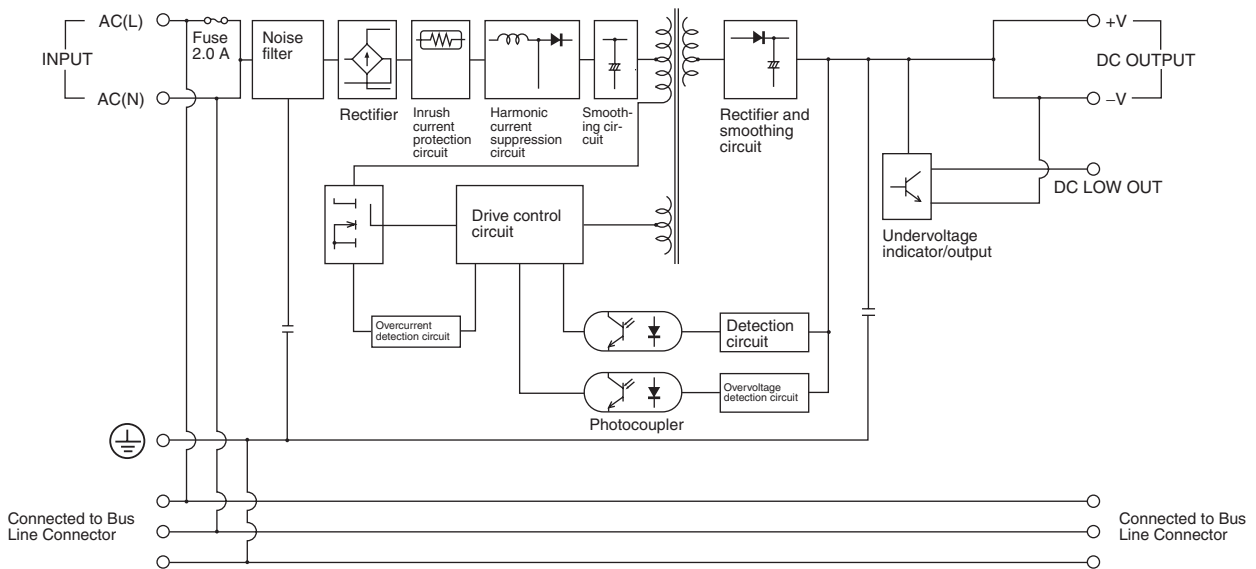 AC(L)
Fuse
2.0 A
Noise
filter
INPUT
AC(N)
Rectifier
Inrush
current
protection
circuit
Harmonic
current
suppression
circuit
Smooth-
ing cir-
cuit
Rectifier and
smoothing
circuit
+V
DC OUTPUT
–V
DC LOW OUT
Undervoltage
indicator/output
Drive control
circuit
Overcurrent
detection circuit
Detection
circuit
Overvoltage
detection circuit
Photocoupler
Connected to Bus
Line Connector
Connected to Bus
Line Connector